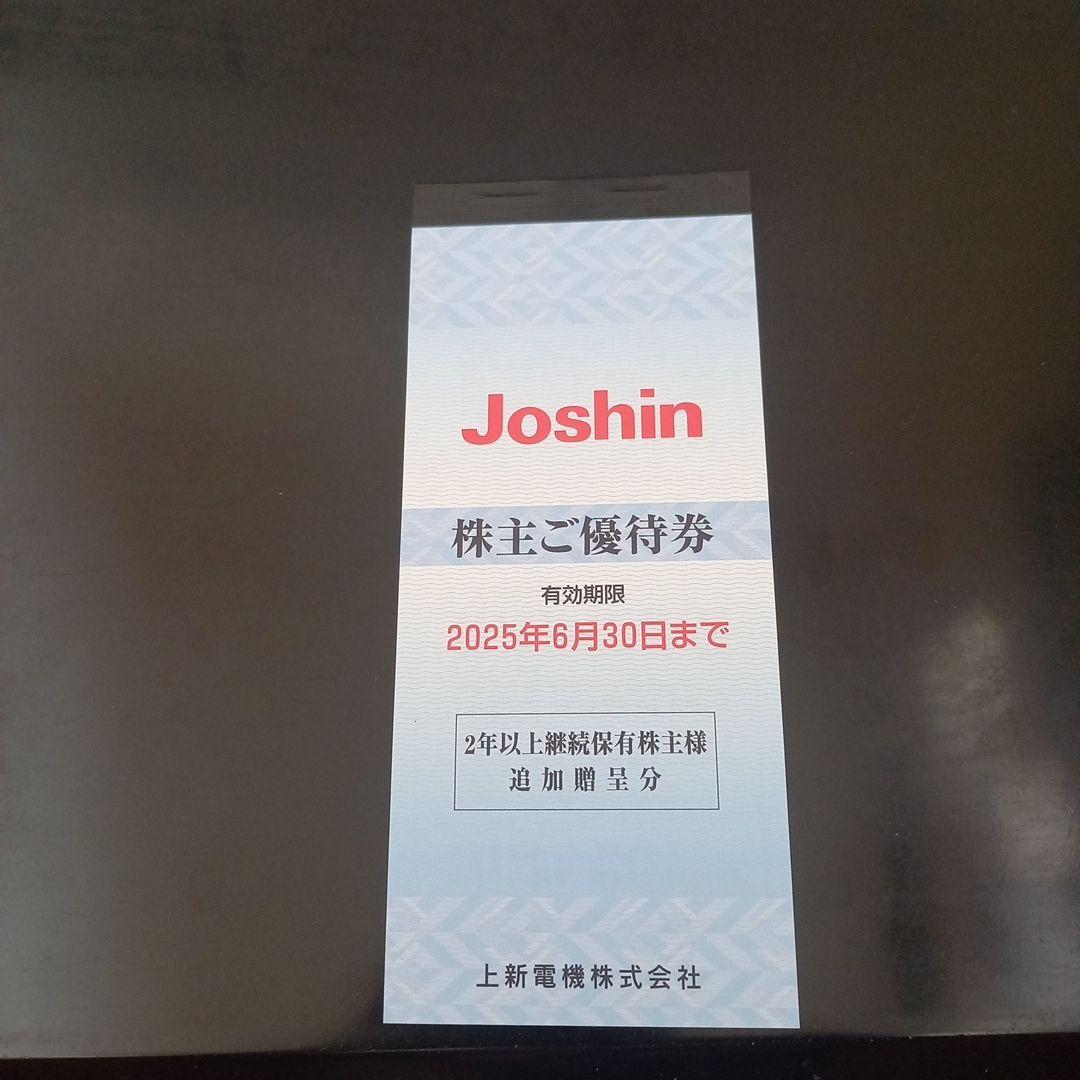 Joshin
株主ご優待券
有効期限
2025年6月30日まで
2年以上継続保有株主様
追加贈呈分
上新電機株式会社